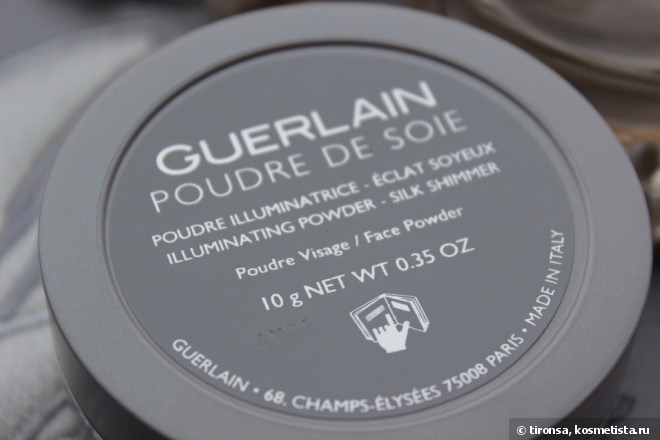 GUERLAIN
POUDRE DE SOIE
POUDRE ILLUMINATRICE - ÉCLAT SOYEUX
ILLUMINATING POWDER - SILK SHIMMER
Poudre Visage / Face Powder
10 g NET WT 0.35 OZ
GUERLAIN • 68, CHAMPS-ÉLYSÉES 75008 PARIS • MADE IN ITALY
© tironsa, kosmetista.ru